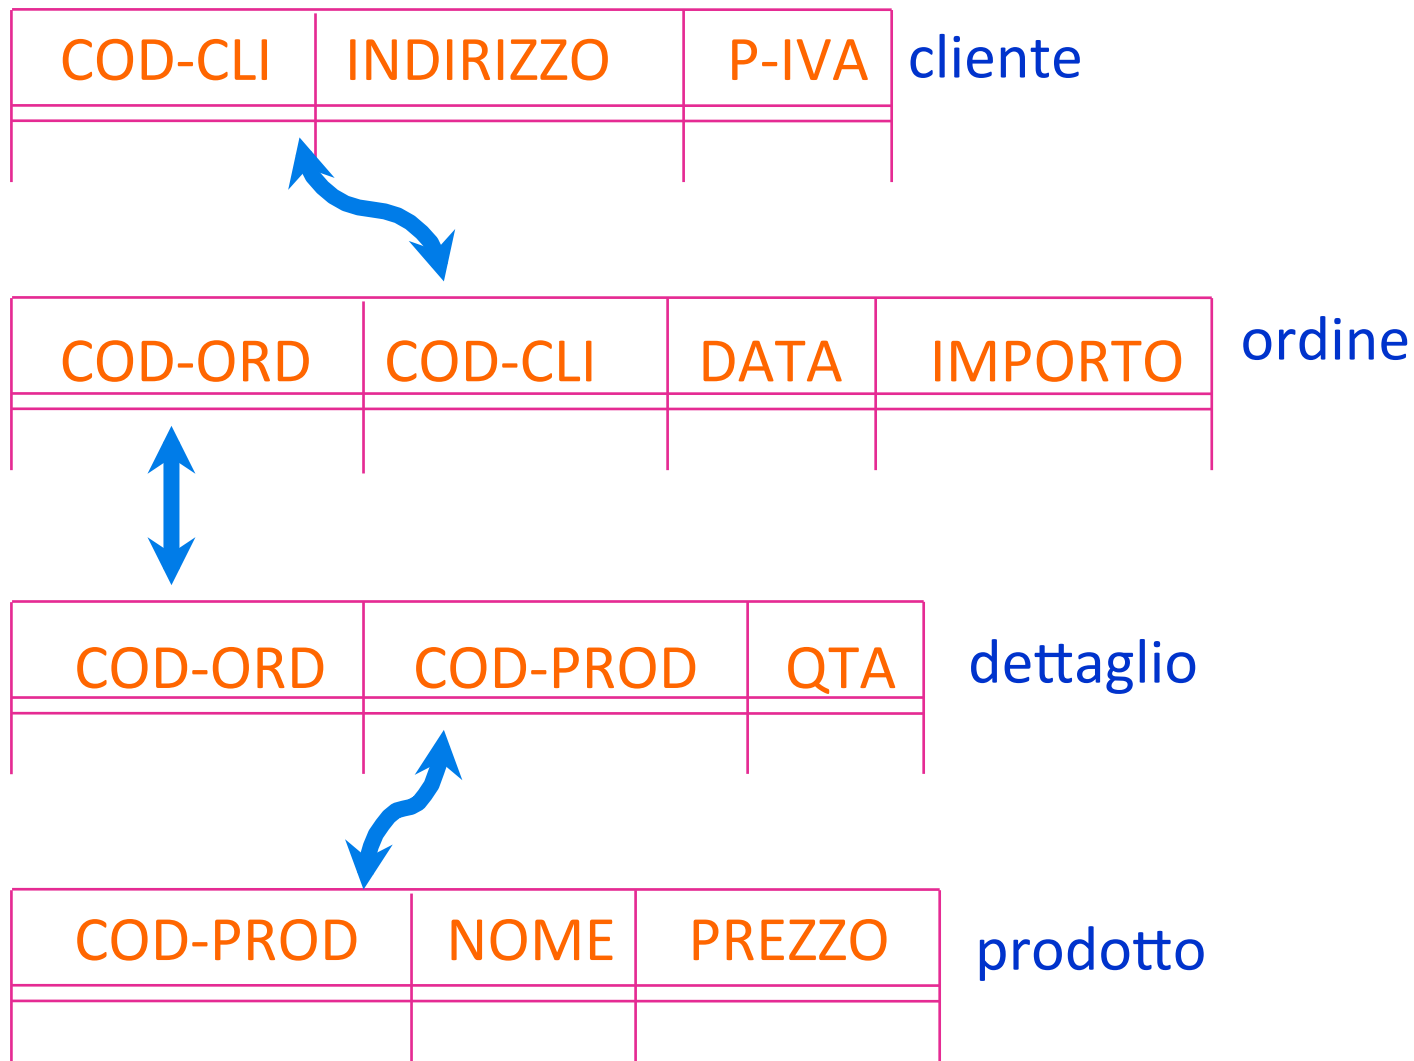 COD-CLI INDIRIZZO P-IVA cliente
COD-ORD COD-CLI DATA IMPORTO ordine
COD-ORD COD-PROD QTA dettaglio
COD-PROD NOME PREZZO prodotto